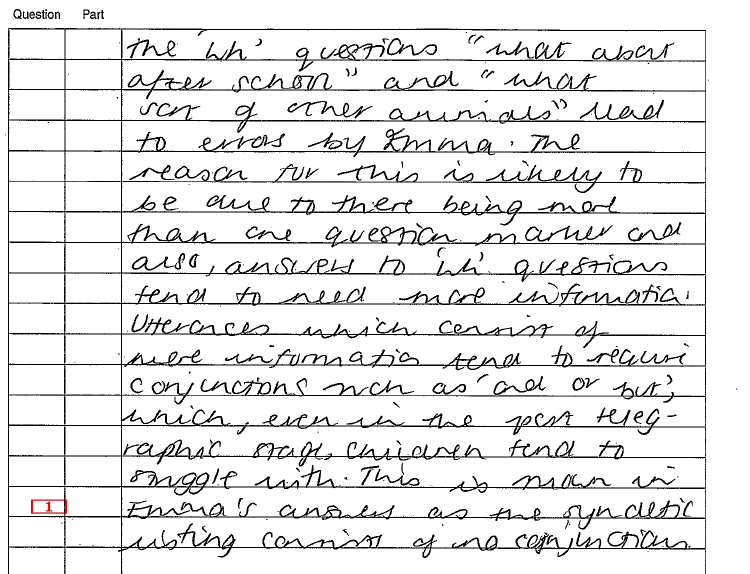 Question Part
the 'wh' questions "what about
after school" and "what
sort of other animals" lead
to errors by Emma. The
reason for this is likely to
be due to there being more
than one question marker and
also, answers to 'wh' questions
tend to need more information.
Utterances which consist of
more information tend to require
conjunctions such as 'and or but',
which, even in the post teleg-
raphic stage, children tend to
struggle with. This is shown in
1 Emma's answers as the syndetic
listing consist of no conjunctions.